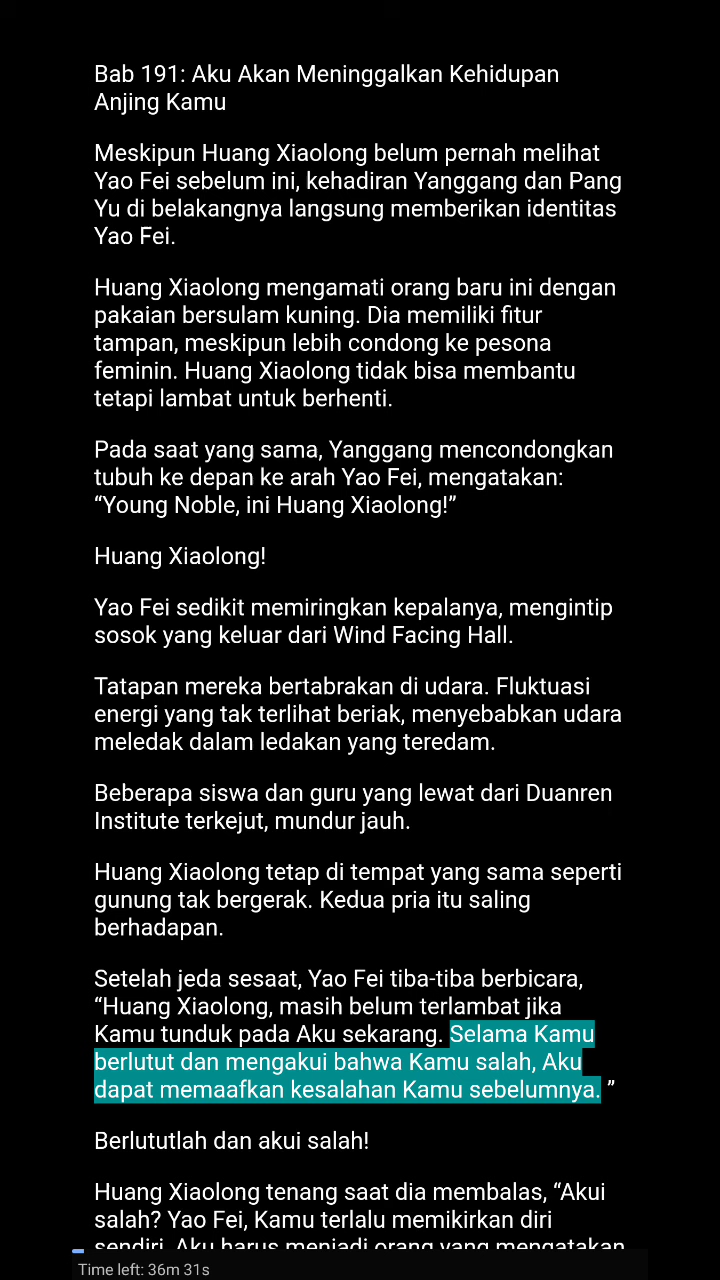 Bab 191: Aku Akan Meninggalkan Kehidupan
Anjing Kamu
Meskipun Huang Xiaolong belum pernah melihat
Yao Fei sebelum ini, kehadiran Yanggang dan Pang
Yu di belakangnya langsung memberikan identitas
Yao Fei.
Huang Xiaolong mengamati orang baru ini dengan
pakaian bersulam kuning. Dia memiliki fitur
tampan, meskipun lebih condong ke pesona
feminin. Huang Xiaolong tidak bisa membantu
tetapi lambat untuk berhenti.
Pada saat yang sama, Yanggang mencondongkan
tubuh ke depan ke arah Yao Fei, mengatakan:
“Young Noble, ini Huang Xiaolong!”
Huang Xiaolong!
Yao Fei sedikit memiringkan kepalanya, mengintip
sosok yang keluar dari Wind Facing Hall.
Tatapan mereka bertabrakan di udara. Fluktuasi
energi yang tak terlihat beriak, menyebabkan udara
meledak dalam ledakan yang teredam.
Beberapa siswa dan guru yang lewat dari Duanren
Institute terkejut, mundur jauh.
Huang Xiaolong tetap di tempat yang sama seperti
gunung tak bergerak. Kedua pria itu saling
berhadapan.
Setelah jeda sesaat, Yao Fei tiba-tiba berbicara,
“Huang Xiaolong, masih belum terlambat jika
Kamu tunduk pada Aku sekarang. Selama Kamu
berlutut dan mengakui bahwa Kamu salah, Aku
dapat memaafkan kesalahan Kamu sebelumnya. ”
Berlututlah dan akui salah!
Huang Xiaolong tenang saat dia membalas, “Akui
salah? Yao Fei, Kamu terlalu memikirkan diri
sendiri. Aku harus menjadi orang yang mengatakan
Time left: 36m 31s